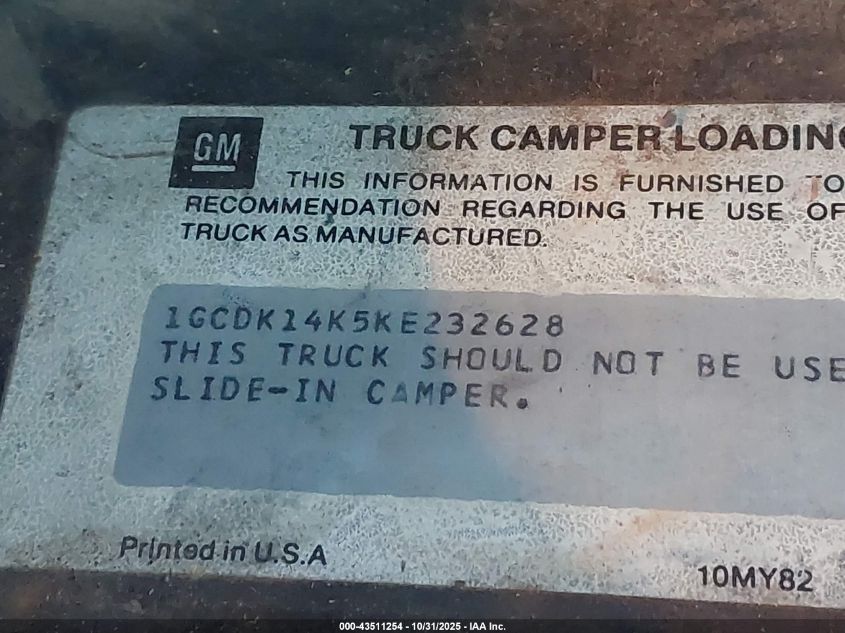 GM
TRUCK CAMPER LOADING
THIS INFORMATION IS FURNISHED TO
RECOMMENDATION REGARDING THE USE OF
TRUCK AS MANUFACTURED.
1GCDK14K5KE232628
THIS TRUCK SHOULD NOT BE USE
SLIDE-IN CAMPER.
Printed in U.S.A
10MY82
000-43511254 - 10/31/2025 - IAA Inc.